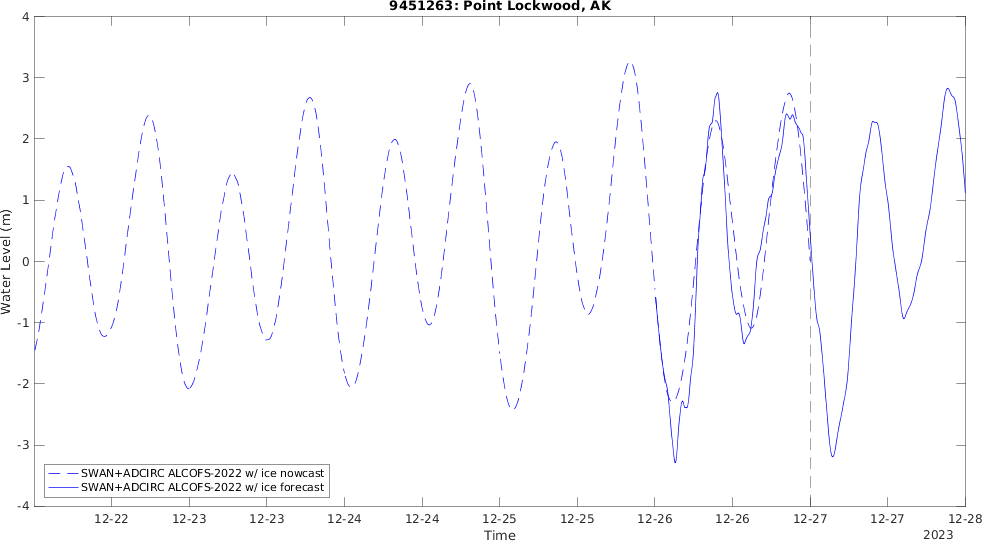 9451263: Point Lockwood, AK
4
3
2
1
0
-1
-2
-3
-4
Water Level (m)
SWAN+ADCIRC ALCOFS-2022 w/ ice nowcast
SWAN+ADCIRC ALCOFS-2022 w/ ice forecast
12-22 12-23 12-23 12-24 12-24 12-25 12-25 12-26 12-26 12-27 12-27 12-28
Time
2023